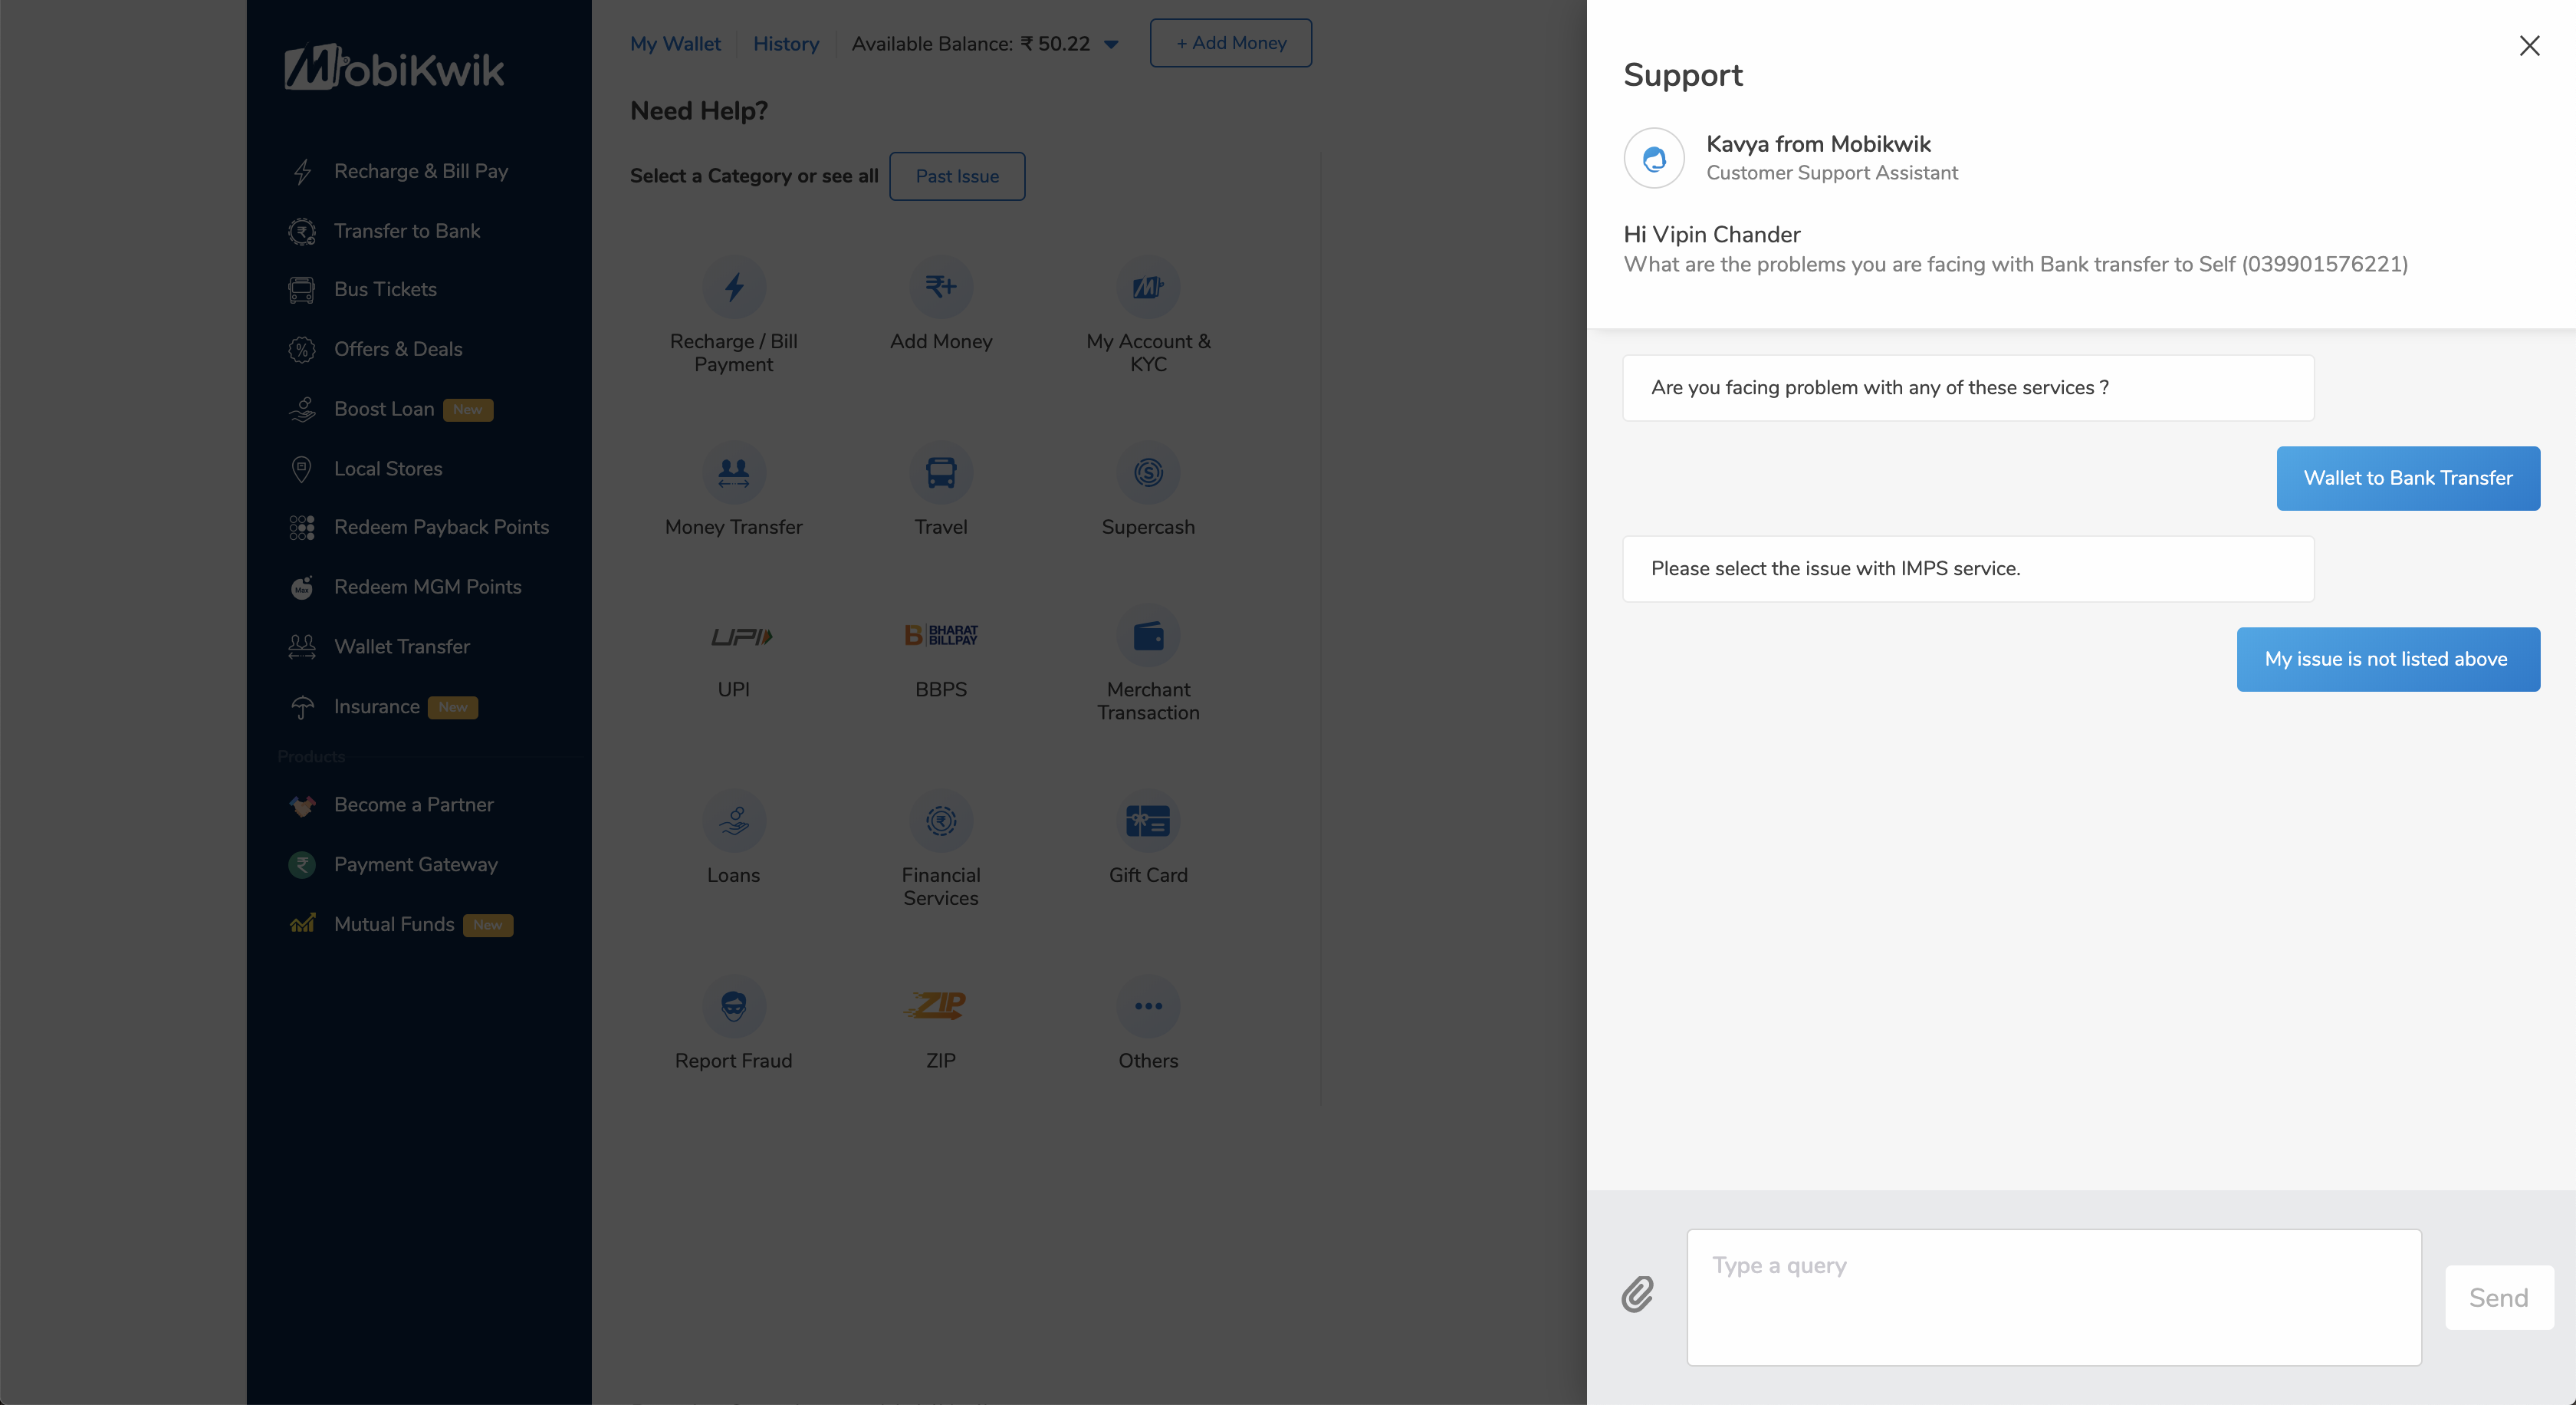 MobiKwik
Recharge & Bill Pay
Transfer to Bank
Bus Tickets
Offers & Deals
Boost Loan New
Local Stores
Redeem Payback Points
Max
Redeem MGM Points
Wallet Transfer
Insurance New
Products
Become a Partner
Payment Gateway
Mutual Funds New
My Wallet
History
Available Balance: ₹ 50.22
+ Add Money
Need Help?
Select a Category or see all
Past Issue
Recharge / Bill
Payment
Add Money
My Account &
KYC
Money Transfer
Travel
Supercash
UPI
UPI
B BHARAT
BILLPAY
BBPS
Merchant
Transaction
Loans
Financial
Services
Gift Card
Report Fraud
ZIP
ZIP
Others
Support
Kavya from Mobikwik
Customer Support Assistant
Hi Vipin Chander
What are the problems you are facing with Bank transfer to Self (039901576221)
Are you facing problem with any of these services ?
Wallet to Bank Transfer
Please select the issue with IMPS service.
My issue is not listed above
Type a query
Send